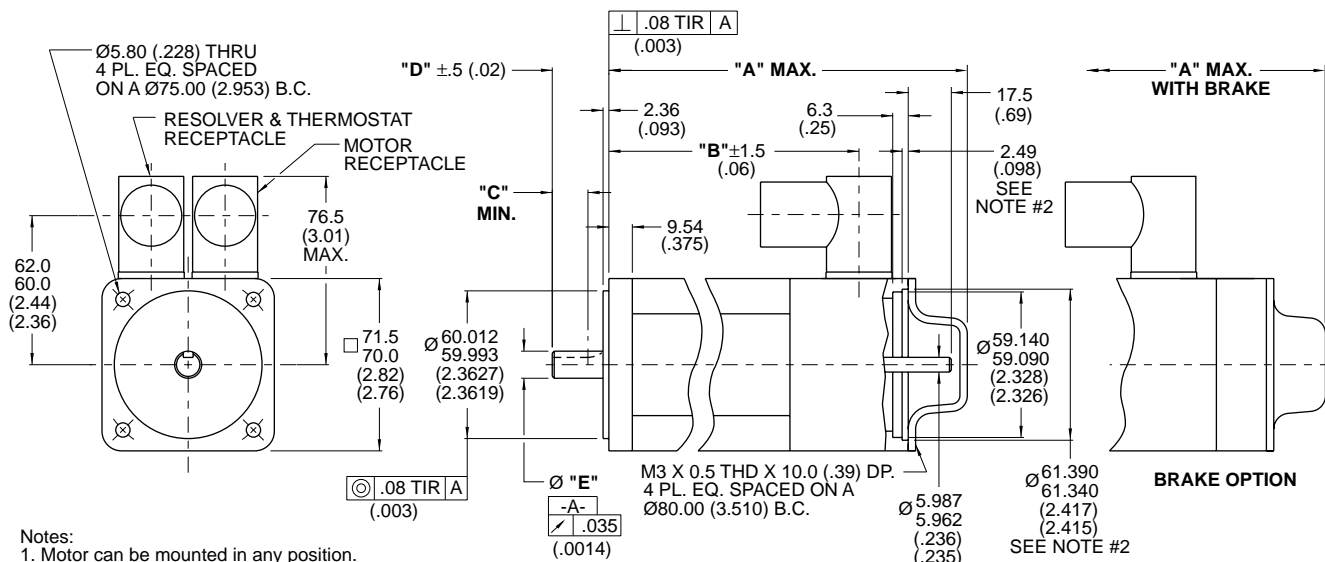 ⊥ .08 TIR A
(.003)
Ø5.80 (.228) THRU
4 PL. EQ. SPACED
ON A Ø75.00 (2.953) B.C.
RESOLVER & THERMOSTAT
RECEPTACLE
MOTOR
RECEPTACLE
76.5
(3.01)
MAX.
62.0
60.0
(2.44)
(2.36)
□ 71.5
70.0
(2.82)
(2.76)
"D" ±.5 (.02)
"A" MAX.
2.36
(.093)
"B"±1.5
(.06)
6.3
(.25)
17.5
(.69)
2.49
(.098)
SEE
NOTE #2
"C"
MIN.
9.54
(.375)
Ø 60.012
59.993
(2.3627)
(2.3619)
◎ .08 TIR A
(.003)
Ø "E"
-A-
↗ .035
(.0014)
M3 X 0.5 THD X 10.0 (.39) DP.
4 PL. EQ. SPACED ON A
Ø80.00 (3.510) B.C.
Ø 5.987
5.962
(.236)
(.235)
Ø 59.140
59.090
(2.328)
(2.326)
Ø 61.390
61.340
(2.417)
(2.415)
SEE NOTE #2
"A" MAX.
WITH BRAKE
BRAKE OPTION
Notes:
1. Motor can be mounted in any position.